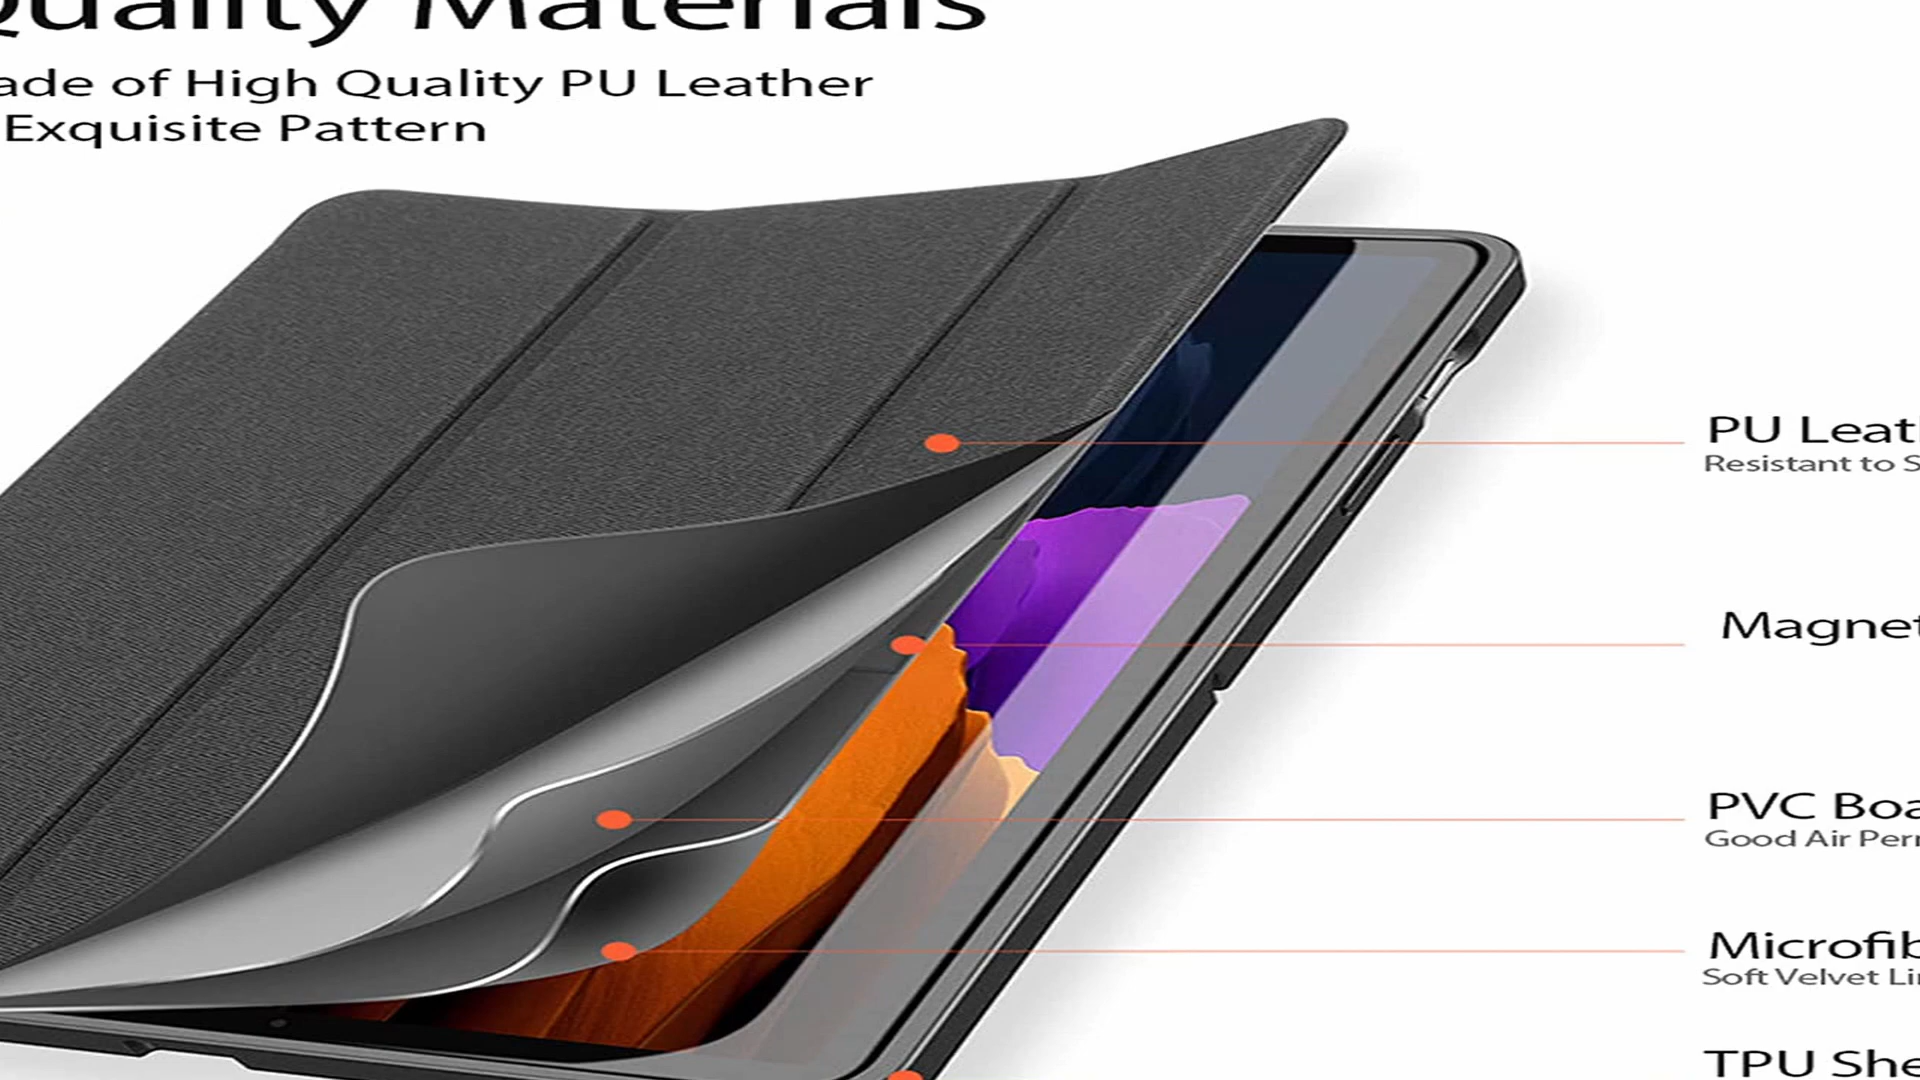 Quality Materials
ade of High Quality PU Leather
Exquisite Pattern
PU Leat
Resistant to S
Magnet
PVC Boa
Good Air Per
Microfib
Soft Velvet Li
TPU She